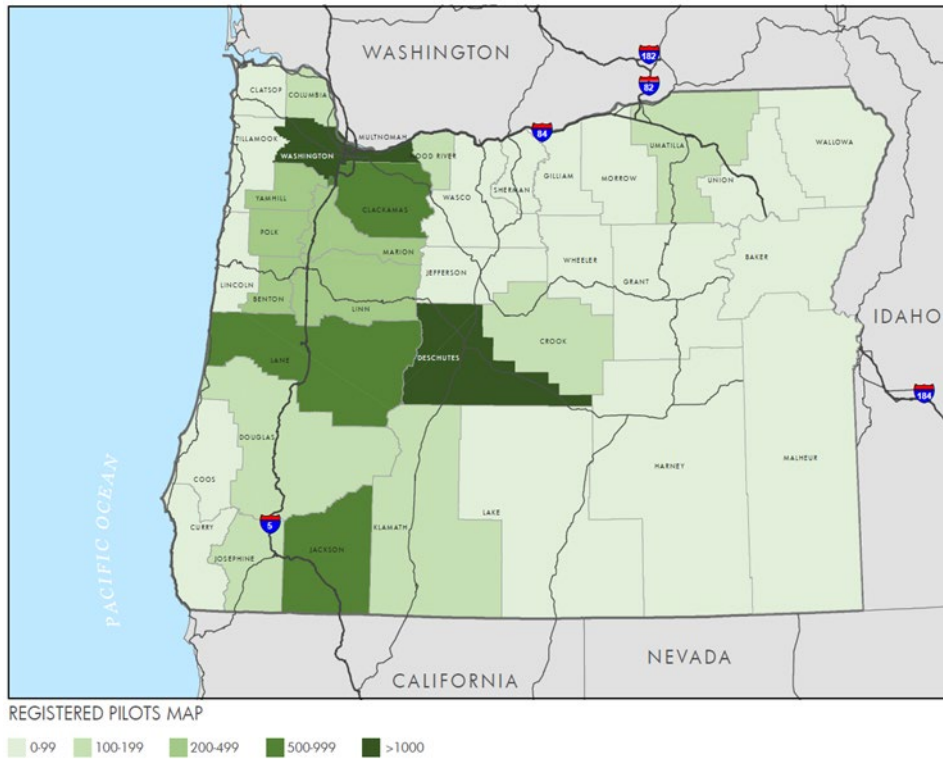 WASHINGTON
182
82
CLATSOP
COLUMBIA
84
TILLAMOOK
MULTNOMAH
WASHINGTON
HOOD RIVER
UMATILLA
WALLOWA
UNION
YAMHILL
CLACKAMAS
WASCO
SHERMAN
GILLIAM
MORROW
POLK
MARION
WHEELER
BAKER
LINCOLN
JEFFERSON
GRANT
BENTON
LINN
IDAHO
LANE
DESCHUTES
CROOK
184
DOUGLAS
PACIFIC OCEAN
COOS
HARNEY
MALHEUR
LAKE
CURRY
5
KLAMATH
JOSEPHINE
JACKSON
NEVADA
CALIFORNIA
REGISTERED PILOTS MAP
0-99 100-199 200-499 500-999 >1000